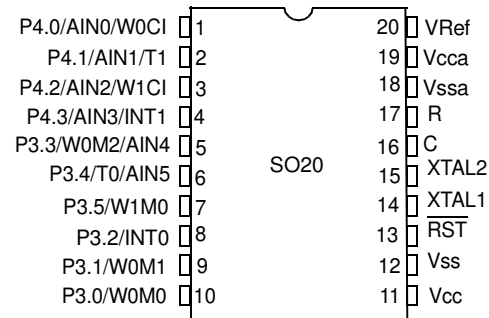 P4.0/AIN0/W0CI 1 20 VRef
P4.1/AIN1/T1 2 19 Vcca
P4.2/AIN2/W1CI 3 18 Vssa
P4.3/AIN3/INT1 4 17 R
P3.3/W0M2/AIN4 5 16 C
SO20
P3.4/T0/AIN5 6 15 XTAL2
P3.5/W1M0 7 14 XTAL1
P3.2/INT0 8 13 RST
P3.1/W0M1 9 12 Vss
P3.0/W0M0 10 11 Vcc